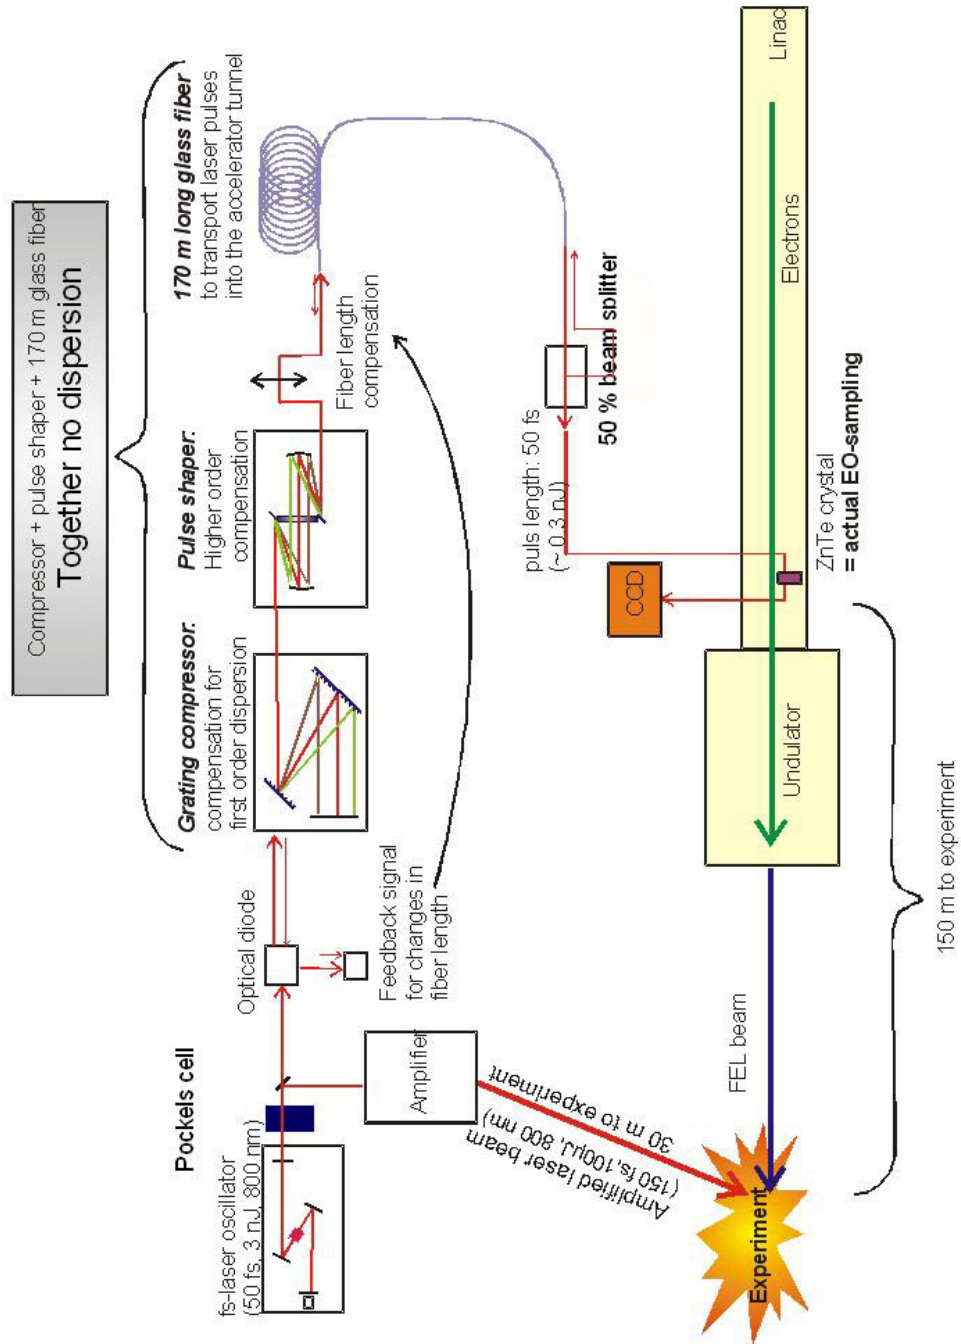 Compressor + pulse shaper + 170 m glass fiber
Together no dispersion
fs-laser oscillator
(50 fs, 3 nJ, 800 nm)
Pockels cell
Optical diode
Grating compressor:
compensation for
first order dispersion
Pulse shaper:
Higher order
compensation
170 m long glass fiber
to transport laser pulses
into the accelerator tunnel
Fiber length
compensation
Feedback signal
for changes in
fiber length
Amplifier
30 m to experiment
Amplified laser beam
(150 fs,100µJ, 800 nm)
puls length: 50 fs
(~ 0.3 nJ)
50 % beam splitter
CCD
Experiment
FEL beam
Undulator
Electrons
Linac
ZnTe crystal
= actual EO-sampling
150 m to experiment